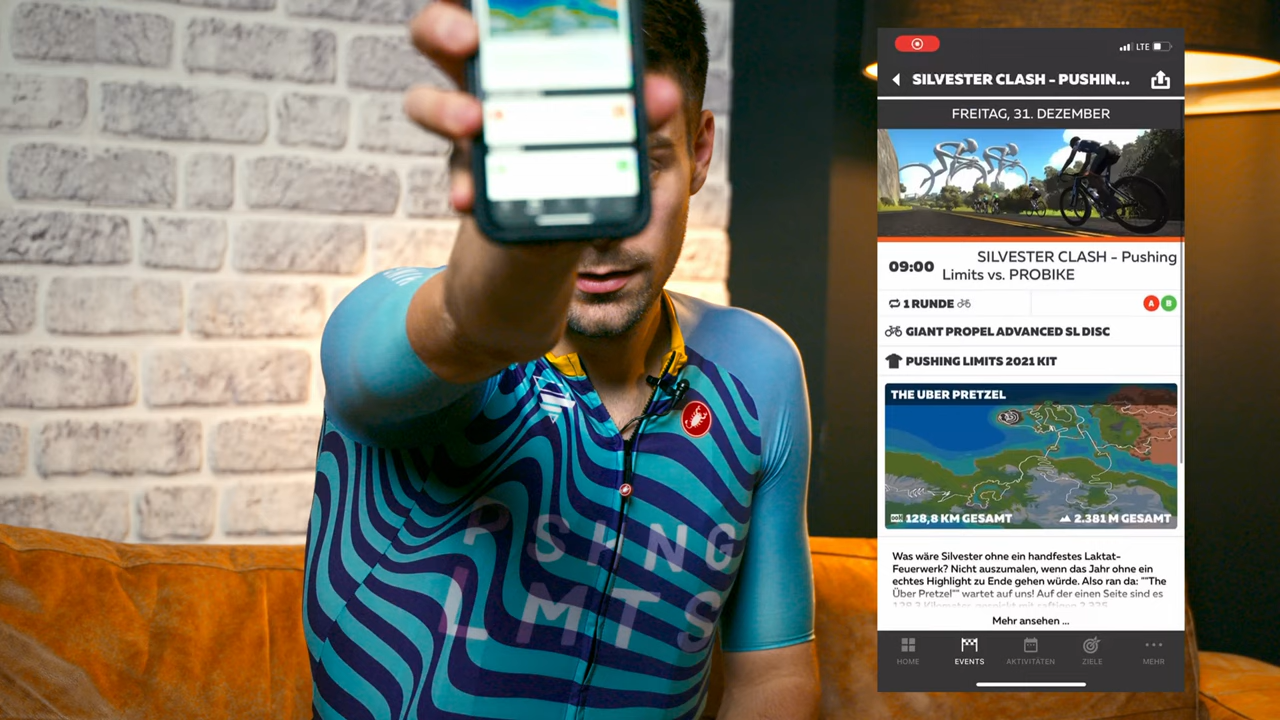 PSHNG
LMTS
LTE
SILVESTER CLASH - PUSHIN...
FREITAG, 31. DEZEMBER
09:00
SILVESTER CLASH - Pushing
Limits vs. PROBIKE
1 RUNDE
A B
GIANT PROPEL ADVANCED SL DISC
PUSHING LIMITS 2021 KIT
THE UBER PRETZEL
128,8 KM GESAMT
2.381 M GESAMT
Was wäre Silvester ohne ein handfestes Laktat-
Feuerwerk? Nicht auszumalen, wenn das Jahr ohne ein
echtes Highlight zu Ende gehen würde. Also ran da: ""The
Über Pretzel"" wartet auf uns! Auf der einen Seite sind es
Mehr ansehen ...
HOME
EVENTS
AKTIVITÄTEN
ZIELE
MEHR